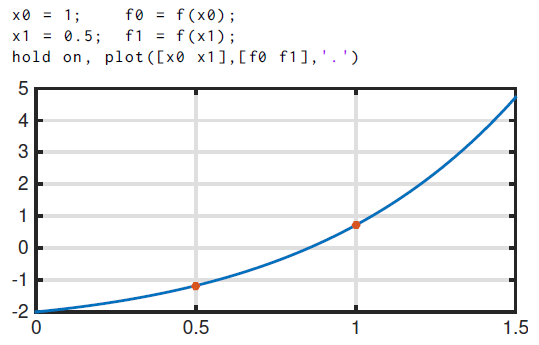 x0 = 1;    f0 = f(x0);
x1 = 0.5;  f1 = f(x1);
hold on, plot([x0 x1],[f0 f1],'.')
5
4
3
2
1
0
-1
-2
0 0.5 1 1.5